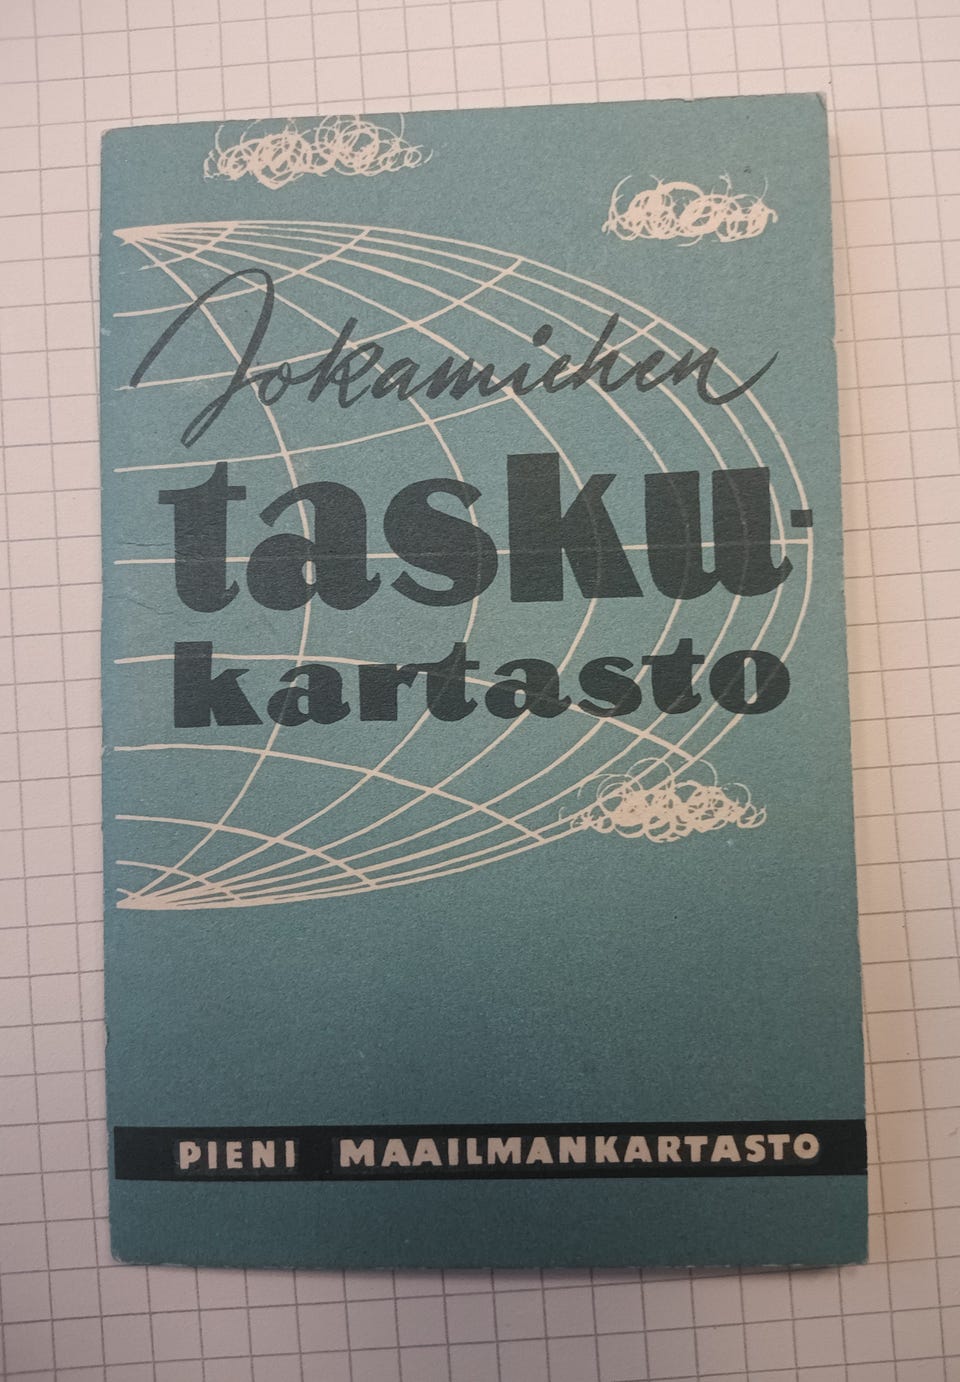 Jokamiehen
tasku-
kartasto
PIENI MAAILMANKARTASTO